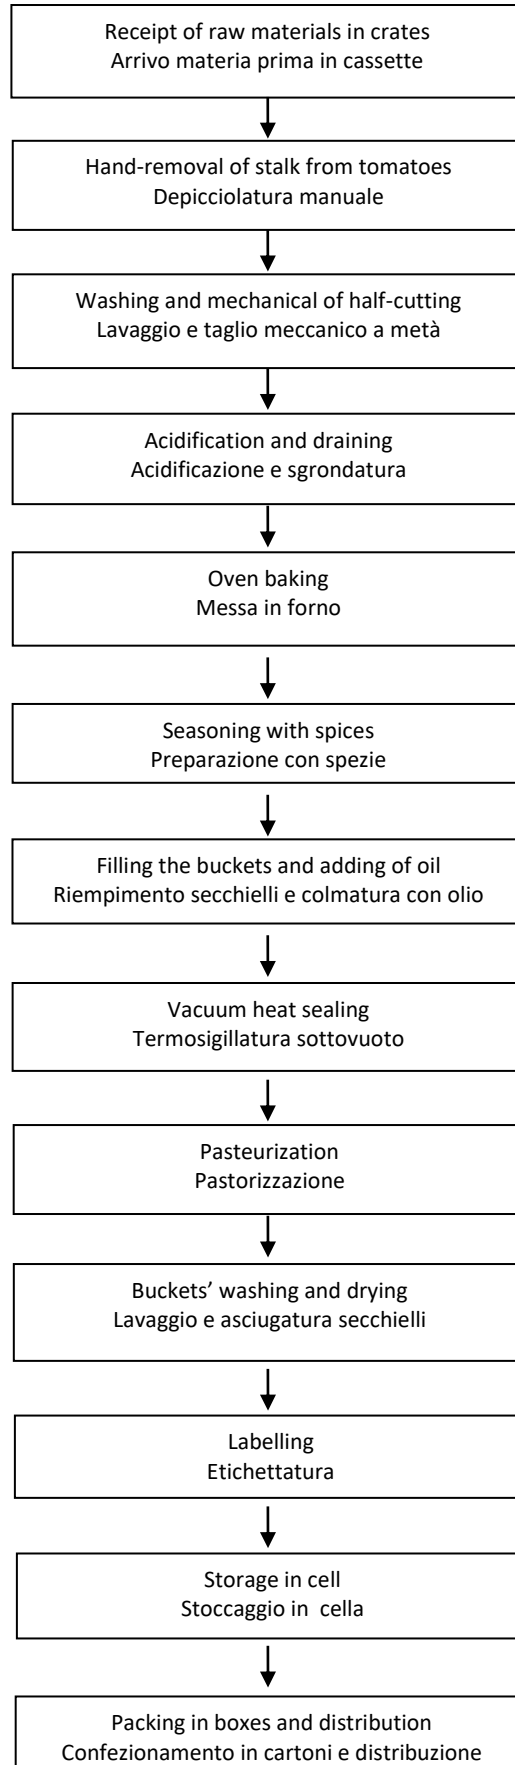 Receipt of raw materials in crates
Arrivo materia prima in cassette
Hand-removal of stalk from tomatoes
Depicciolatura manuale
Washing and mechanical of half-cutting
Lavaggio e taglio meccanico a metà
Acidification and draining
Acidificazione e sgrondatura
Oven baking
Messa in forno
Seasoning with spices
Preparazione con spezie
Filling the buckets and adding of oil
Riempimento secchielli e colmatura con olio
Vacuum heat sealing
Termosigillatura sottovuoto
Pasteurization
Pastorizzazione
Buckets’ washing and drying
Lavaggio e asciugatura secchielli
Labelling
Etichettatura
Storage in cell
Stoccaggio in cella
Packing in boxes and distribution
Confezionamento in cartoni e distribuzione